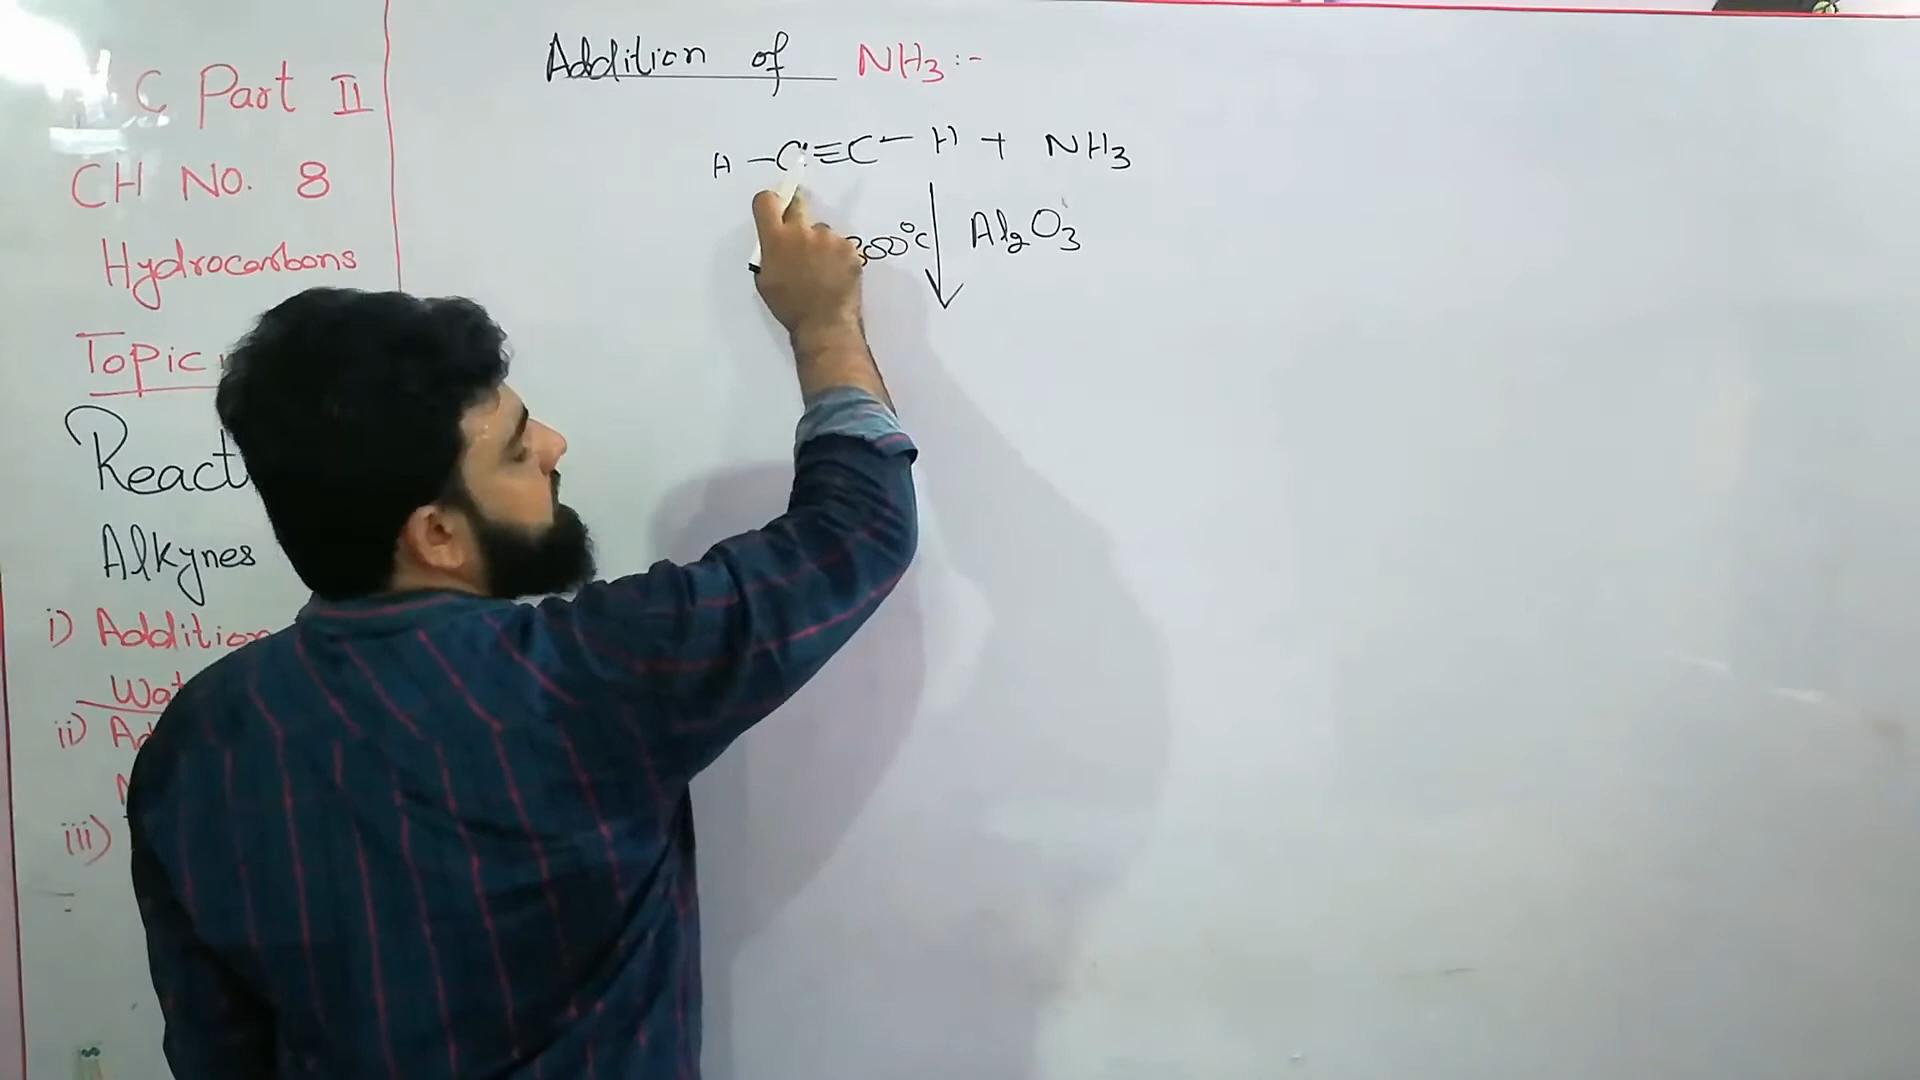 C Part II
CH NO. 8
Hydrocarbons
Topic
React
Alkynes
i) Addition
Wat
ii) Ad
N
iii)
Addition of NH3:-
H-C≡C-H + NH3
300°C Al2O3